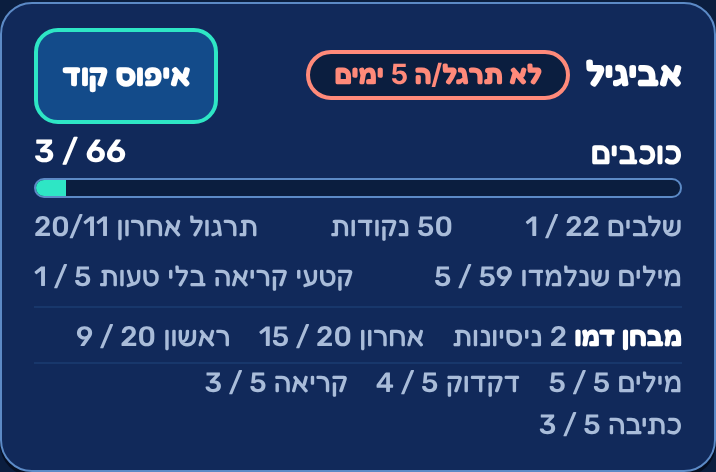 אביגיל לא תרגל/ה 5 ימים איפוס קוד
כוכבים 3 / 66
שלבים 1 / 22 50 נקודות תרגול אחרון 20/11
מילים שנלמדו 5 / 59 קטעי קריאה בלי טעות 1 / 5
מבחן דמו 2 ניסיונות אחרון 15 / 20 ראשון 9 / 20
מילים 5 / 5 דקדוק 4 / 5 קריאה 3 / 5
כתיבה 3 / 5